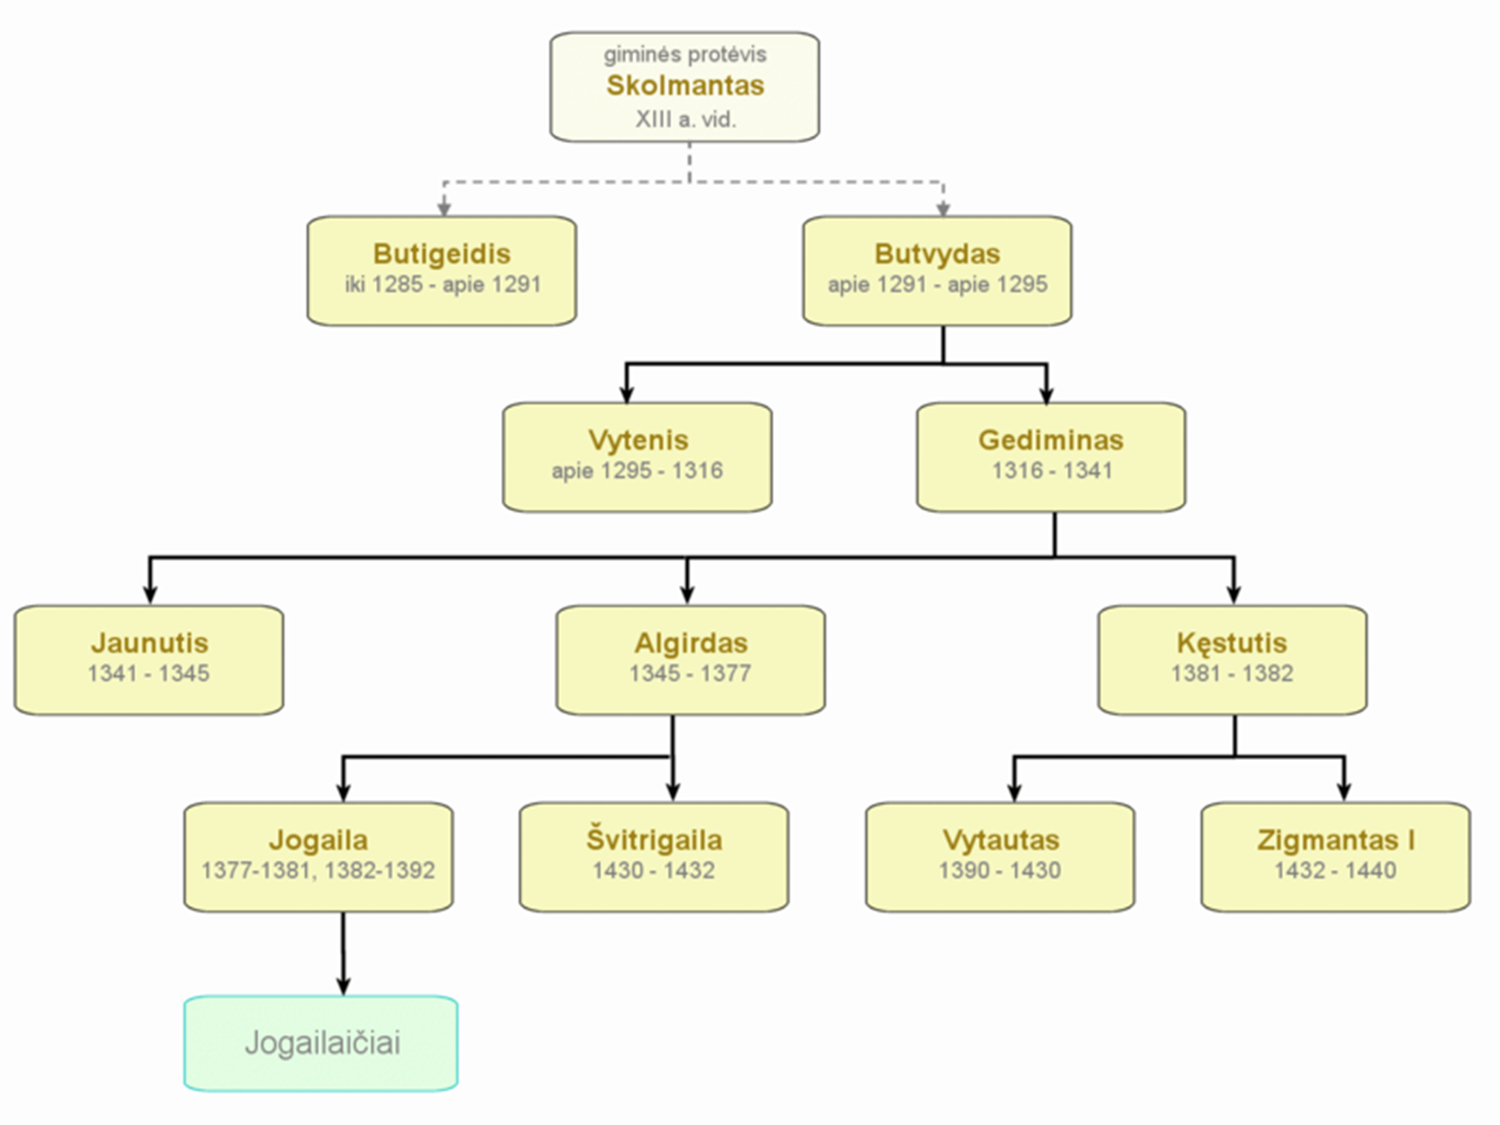 giminės protėvis
Skolmantas
XIII a. vid.
Butigeidis
iki 1285 - apie 1291
Butvydas
apie 1291 - apie 1295
Vytenis
apie 1295 - 1316
Gediminas
1316 - 1341
Jaunutis
1341 - 1345
Algirdas
1345 - 1377
Kęstutis
1381 - 1382
Jogaila
1377-1381, 1382-1392
Švitrigaila
1430 - 1432
Vytautas
1390 - 1430
Zigmantas I
1432 - 1440
Jogailaičiai